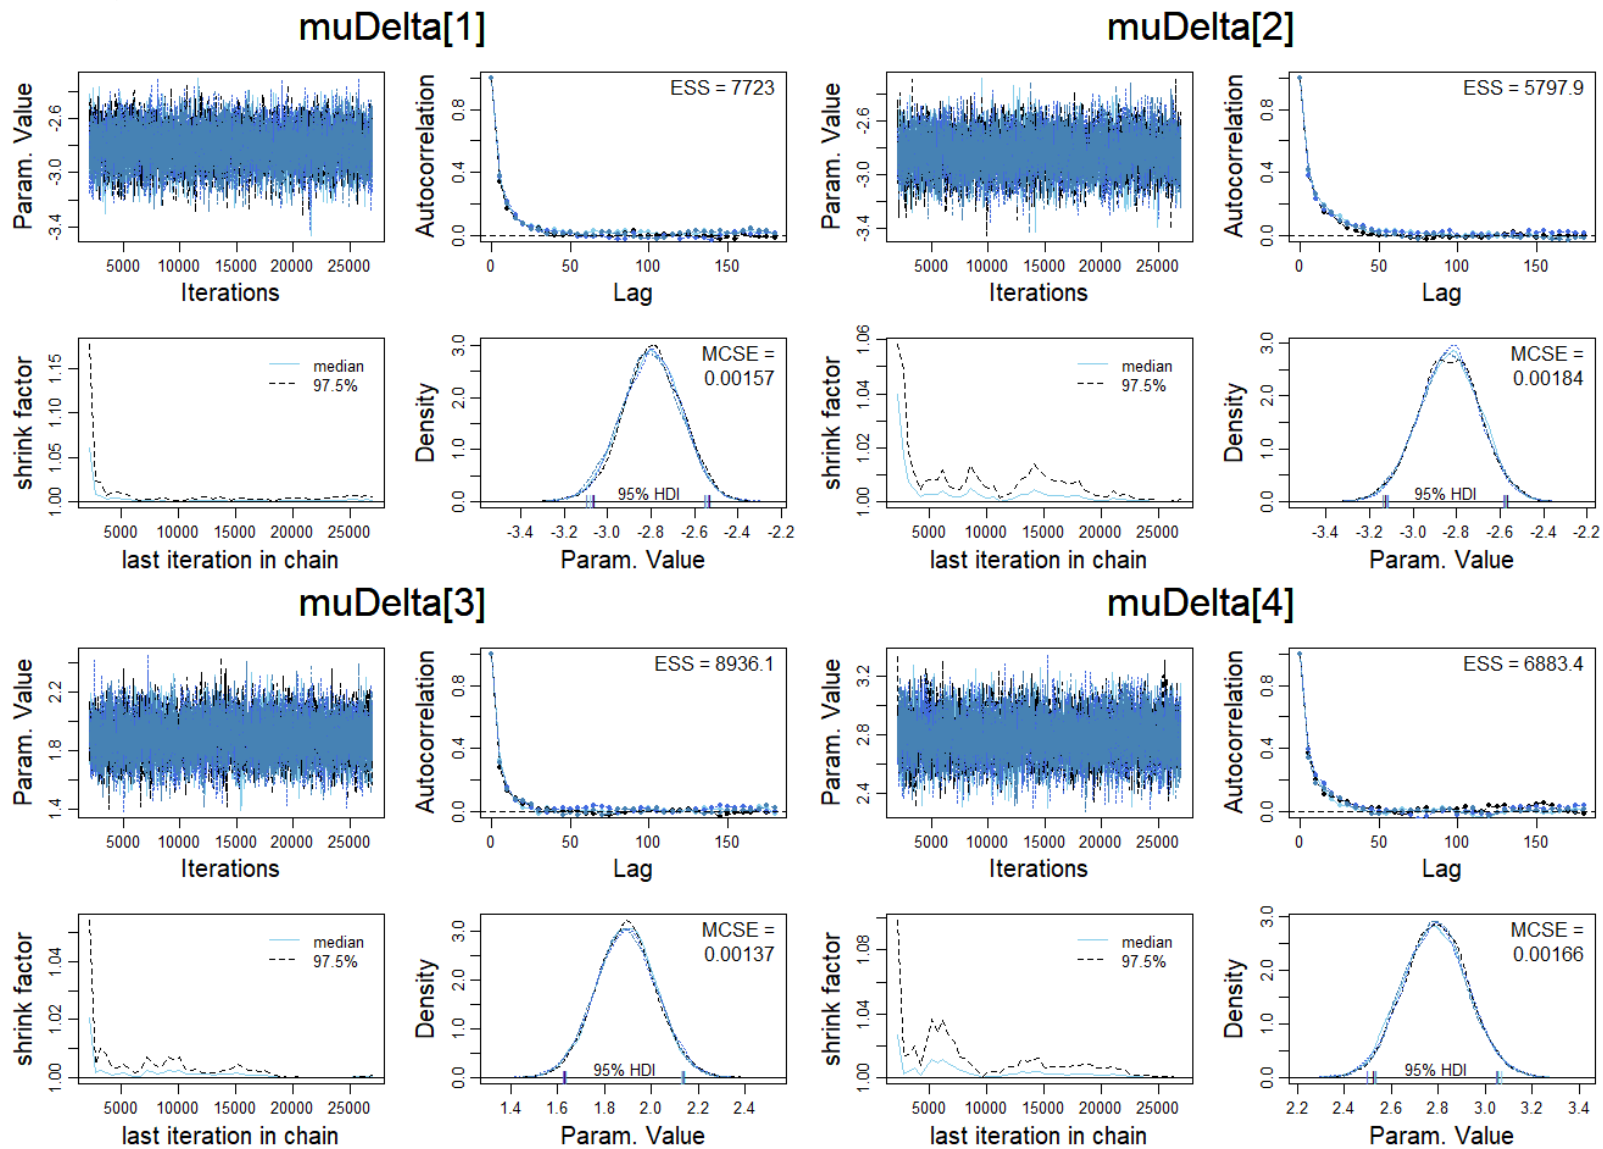 muDelta[1]
Param. Value
-2.6
-3.0
-3.4
5000 10000 15000 20000 25000
Iterations
Autocorrelation
0.8
0.4
0.0
ESS = 7723
0 50 100 150
Lag
shrink factor
1.15
1.10
1.05
1.00
median
97.5%
5000 10000 15000 20000 25000
last iteration in chain
Density
3.0
2.0
1.0
0.0
MCSE =
0.00157
95% HDI
-3.4 -3.0 -2.8 -2.6 -2.4 -2.2
Param. Value
muDelta[2]
Param. Value
-2.6
-3.0
-3.4
5000 10000 15000 20000 25000
Iterations
Autocorrelation
0.8
0.4
0.0
ESS = 5797.9
0 50 100 150
Lag
shrink factor
1.06
1.04
1.02
1.00
median
97.5%
5000 10000 15000 20000 25000
last iteration in chain
Density
3.0
2.0
1.0
0.0
MCSE =
0.00184
95% HDI
-3.4 -3.0 -2.8 -2.6 -2.4 -2.2
Param. Value
muDelta[3]
Param. Value
2.2
1.8
1.4
5000 10000 15000 20000 25000
Iterations
Autocorrelation
0.8
0.4
0.0
ESS = 8936.1
0 50 100 150
Lag
shrink factor
1.04
1.02
1.00
median
97.5%
5000 10000 15000 20000 25000
last iteration in chain
Density
3.0
2.0
1.0
0.0
MCSE =
0.00137
95% HDI
1.4 1.6 1.8 2.0 2.2 2.4
Param. Value
muDelta[4]
Param. Value
3.2
2.8
2.4
5000 10000 15000 20000 25000
Iterations
Autocorrelation
0.8
0.4
0.0
ESS = 6883.4
0 50 100 150
Lag
shrink factor
1.08
1.04
1.00
median
97.5%
5000 10000 15000 20000 25000
last iteration in chain
Density
3.0
2.0
1.0
0.0
MCSE =
0.00166
95% HDI
2.2 2.4 2.6 2.8 3.0 3.2 3.4
Param. Value